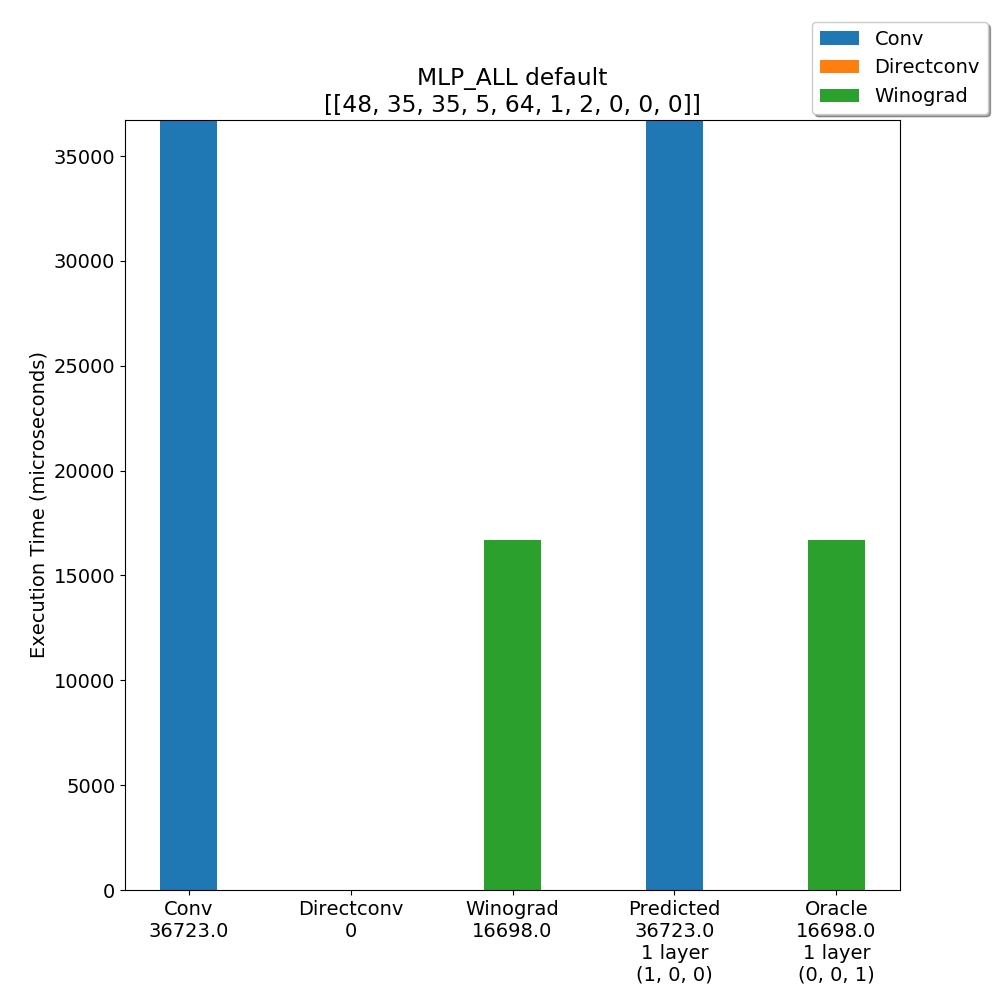 Conv
Directconv
Winograd
MLP_ALL default
[[48, 35, 35, 5, 64, 1, 2, 0, 0, 0]]
Execution Time (microseconds)
35000
30000
25000
20000
15000
10000
5000
0
Conv
36723.0
Directconv
0
Winograd
16698.0
Predicted
36723.0
1 layer
(1, 0, 0)
Oracle
16698.0
1 layer
(0, 0, 1)